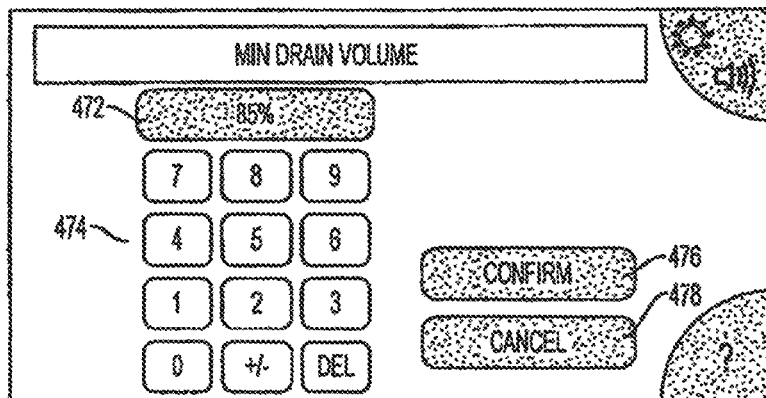 MIN DRAIN VOLUME
472
85%
7 8 9
474
4 5 6
476
CONFIRM
1 2 3
478
CANCEL
0 +/- DEL
?